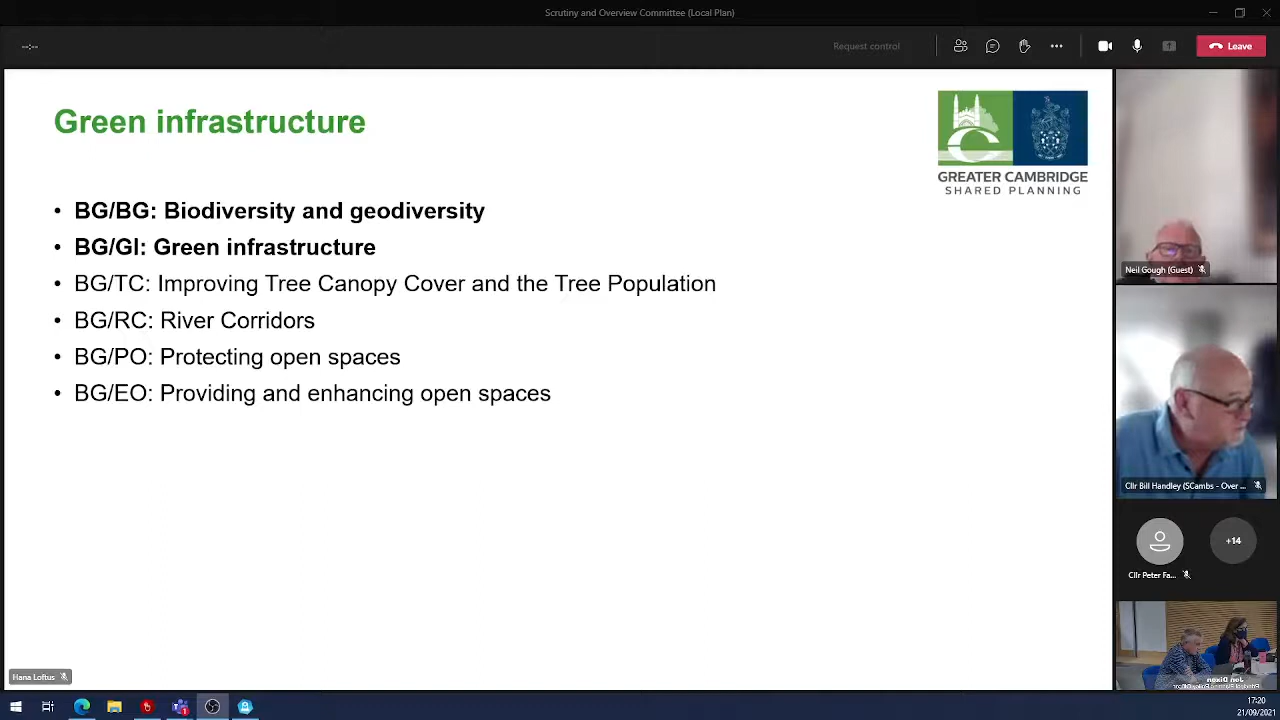 Scrutiny and Overview Committee (Local Plan)
--:--
Request control
Leave
Green infrastructure
GREATER CAMBRIDGE
SHARED PLANNING
• BG/BG: Biodiversity and geodiversity
• BG/GI: Green infrastructure
• BG/TC: Improving Tree Canopy Cover and the Tree Population
• BG/RC: River Corridors
• BG/PO: Protecting open spaces
• BG/EO: Providing and enhancing open spaces
Neil Gough (Guest)
Cllr Bill Handley (SCambs - Over ...
+14
Cllr Peter Fa...
Jon Dixon
Hana Loftus
17:20
21/09/2021